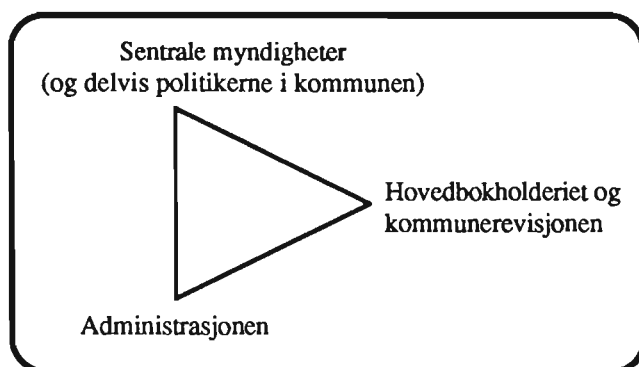 Sentrale myndigheter
(og delvis politikerne i kommunen)
Hovedbokholderiet og
kommunerevisjonen
Administrasjonen